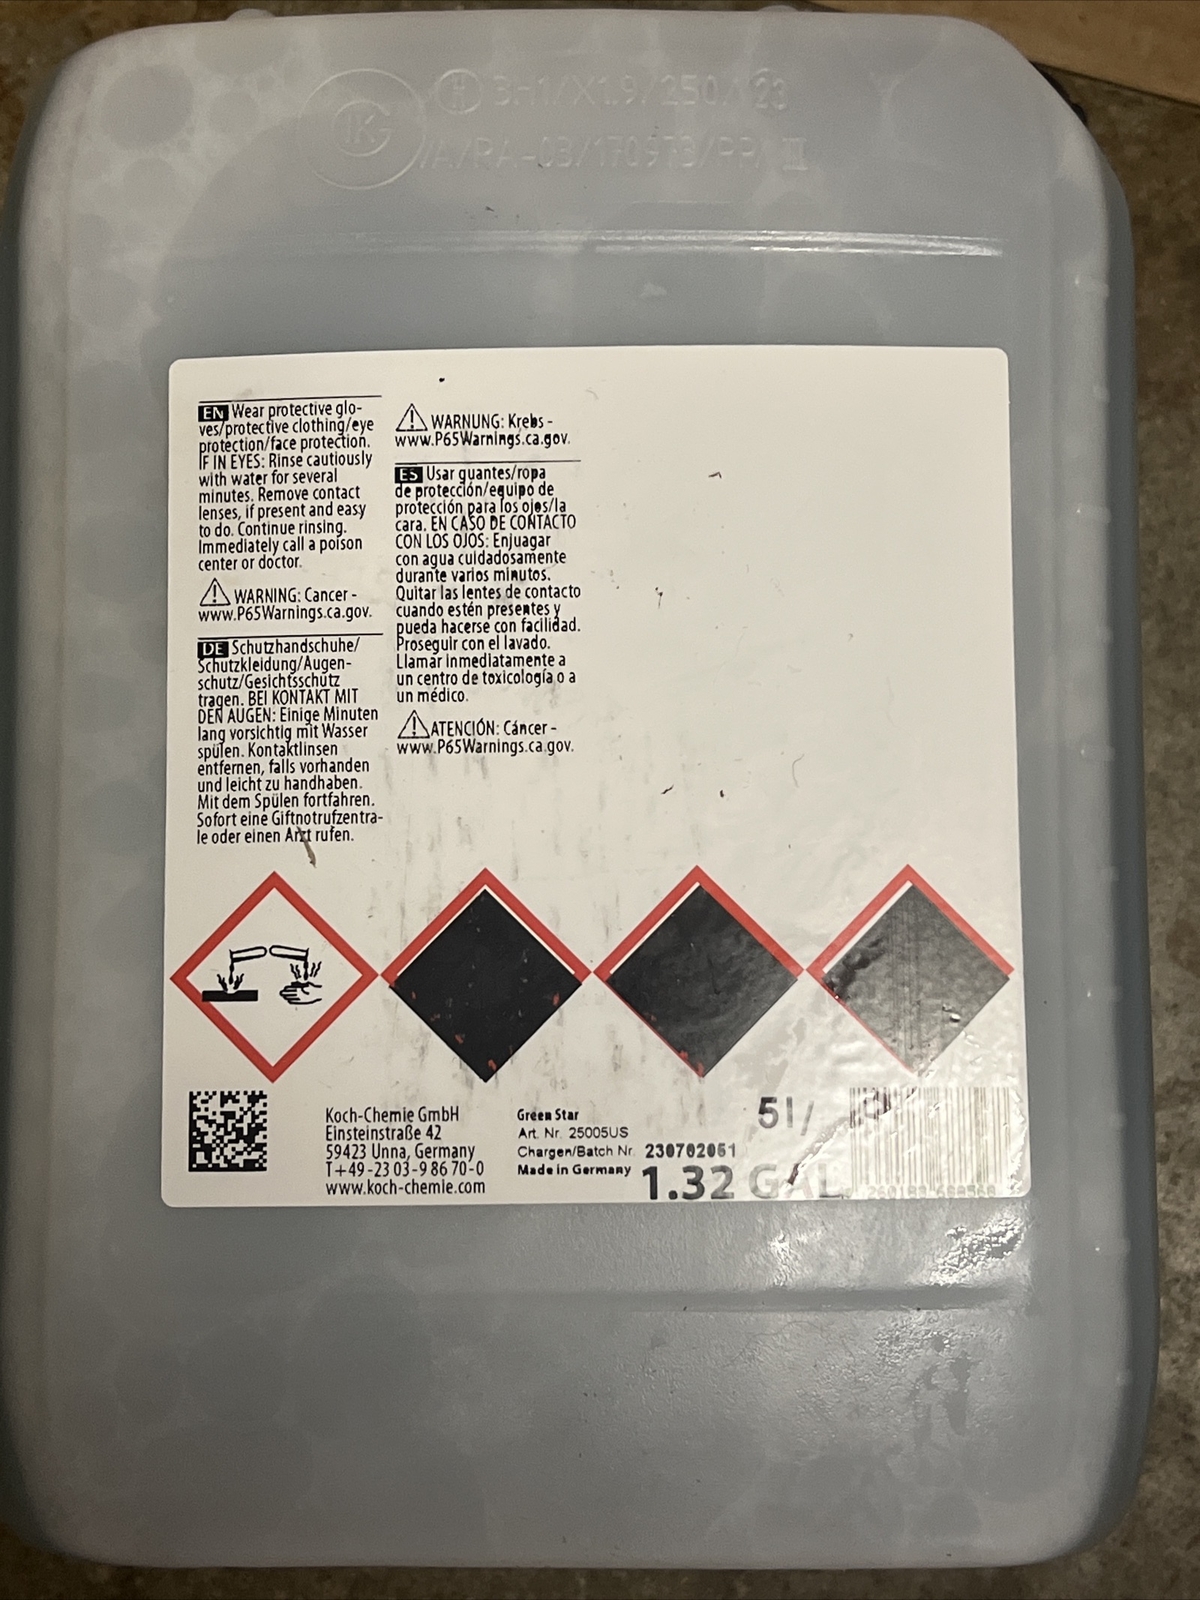 3H1/X1.9/250/ 23
EN Wear protective glo-
ves/protective clothing/eye
protection/face protection.
IF IN EYES: Rinse cautiously
with water for several
minutes. Remove contact
lenses, if present and easy
to do. Continue rinsing.
Immediately call a poison
center or doctor.
WARNING: Cancer -
www.P65Warnings.ca.gov.
DE Schutzhandschuhe/
Schutzkleidung/Augen-
schutz/Gesichtsschutz
tragen. BEI KONTAKT MIT
DEN AUGEN: Einige Minuten
lang vorsichtig mit Wasser
spülen. Kontaktlinsen
entfernen, falls vorhanden
und leicht zu handhaben.
Mit dem Spülen fortfahren.
Sofort eine Giftnotrufzentra-
le oder einen Arzt rufen.
WARNUNG: Krebs -
www.P65Warnings.ca.gov.
ES Usar guantes/ropa
de protección/equipo de
protección para los ojos/la
cara. EN CASO DE CONTACTO
CON LOS OJOS: Enjuagar
con agua cuidadosamente
durante varios minutos.
Quitar las lentes de contacto
cuando estén presentes y
pueda hacerse con facilidad.
Proseguir con el lavado.
Llamar inmediatamente a
un centro de toxicología o a
un médico.
ATENCIÓN: Cáncer -
www.P65Warnings.ca.gov.
Koch-Chemie GmbH
Einsteinstraße 42
59423 Unna, Germany
T+49-23 03-9 86 70-0
www.koch-chemie.com
Green Star
Art. Nr. 25005US
Chargen/Batch Nr. 230702051
Made in Germany
5l/
1.32 GAL